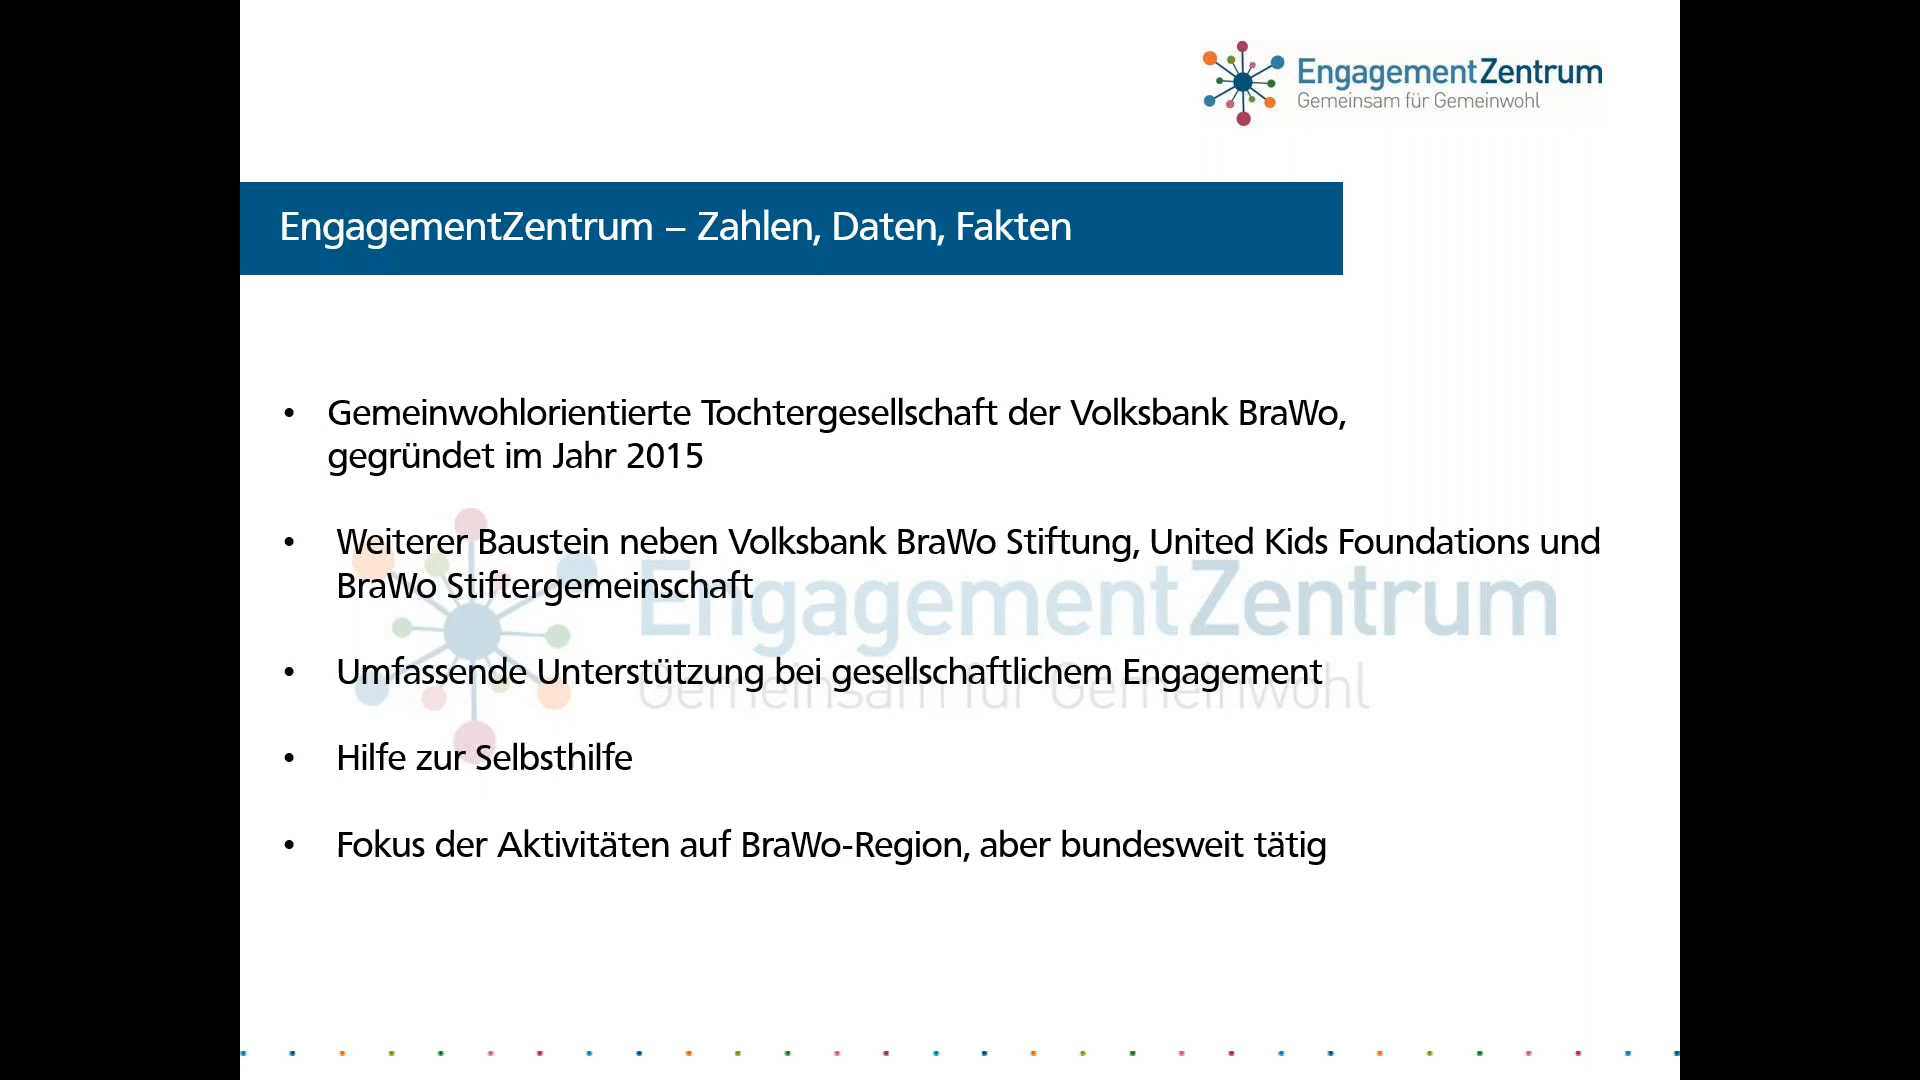 EngagementZentrum
Gemeinsam für Gemeinwohl
EngagementZentrum – Zahlen, Daten, Fakten
• Gemeinwohlorientierte Tochtergesellschaft der Volksbank BraWo,
gegründet im Jahr 2015
• Weiterer Baustein neben Volksbank BraWo Stiftung, United Kids Foundations und
BraWo Stiftergemeinschaft
EngagementZentrum
• Umfassende Unterstützung bei gesellschaftlichem Engagement
Gemeinsam für Gemeinwohl
• Hilfe zur Selbsthilfe
• Fokus der Aktivitäten auf BraWo-Region, aber bundesweit tätig